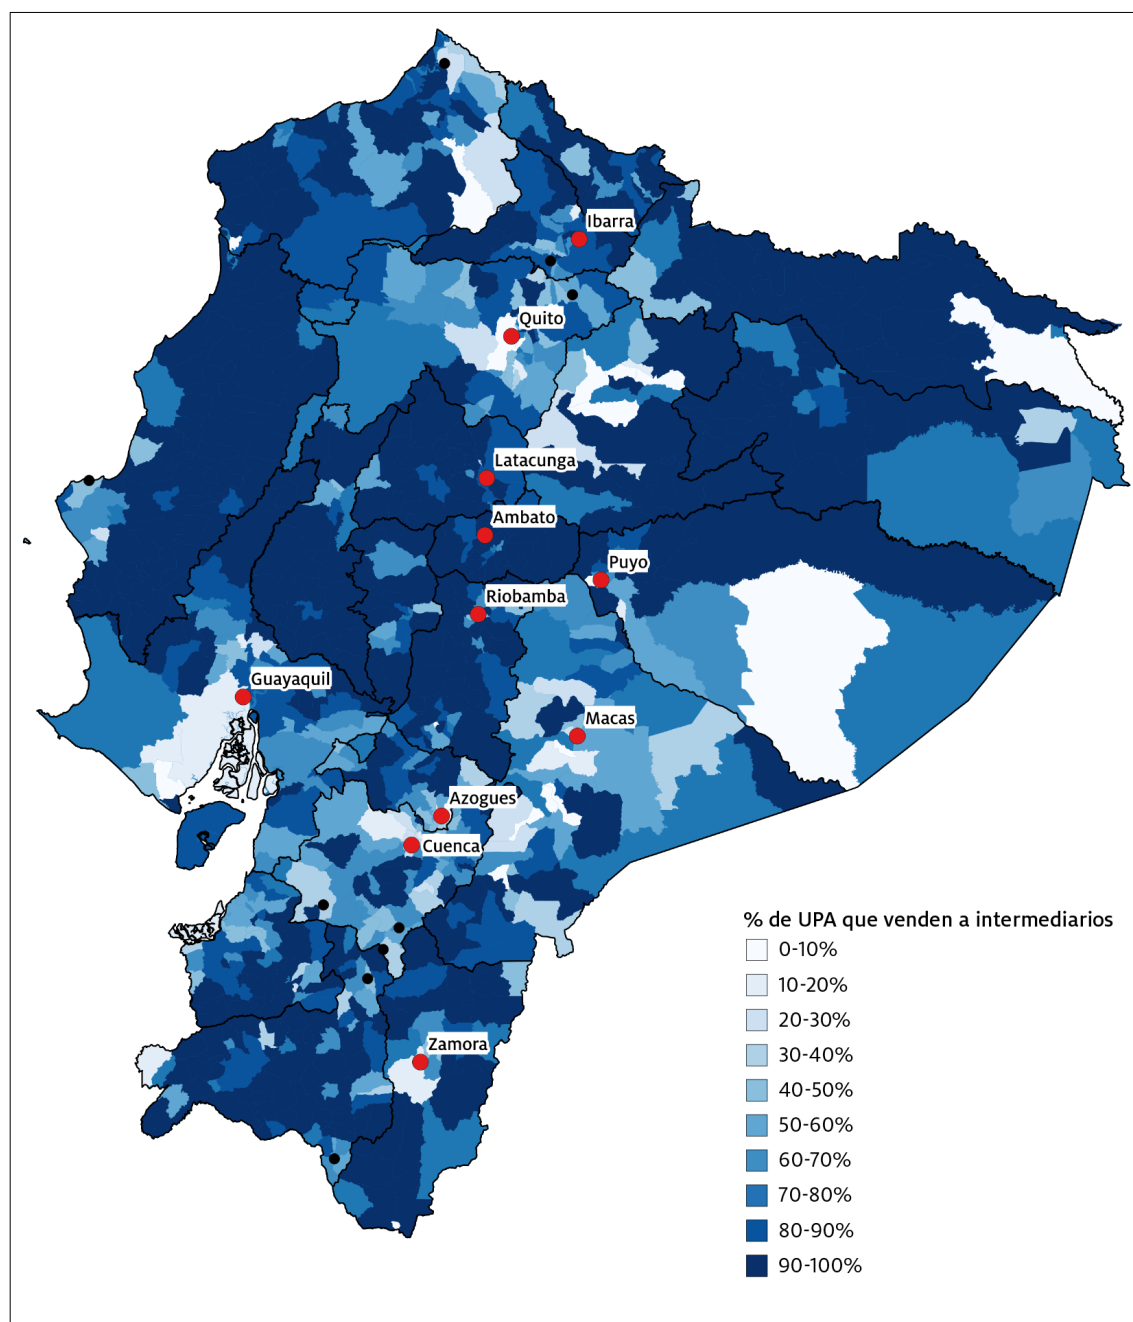 Ibarra
Quito
Latacunga
Ambato
Puyo
Riobamba
Guayaquil
Macas
Azogues
Cuenca
Zamora
% de UPA que venden a intermediarios
0-10%
10-20%
20-30%
30-40%
40-50%
50-60%
60-70%
70-80%
80-90%
90-100%